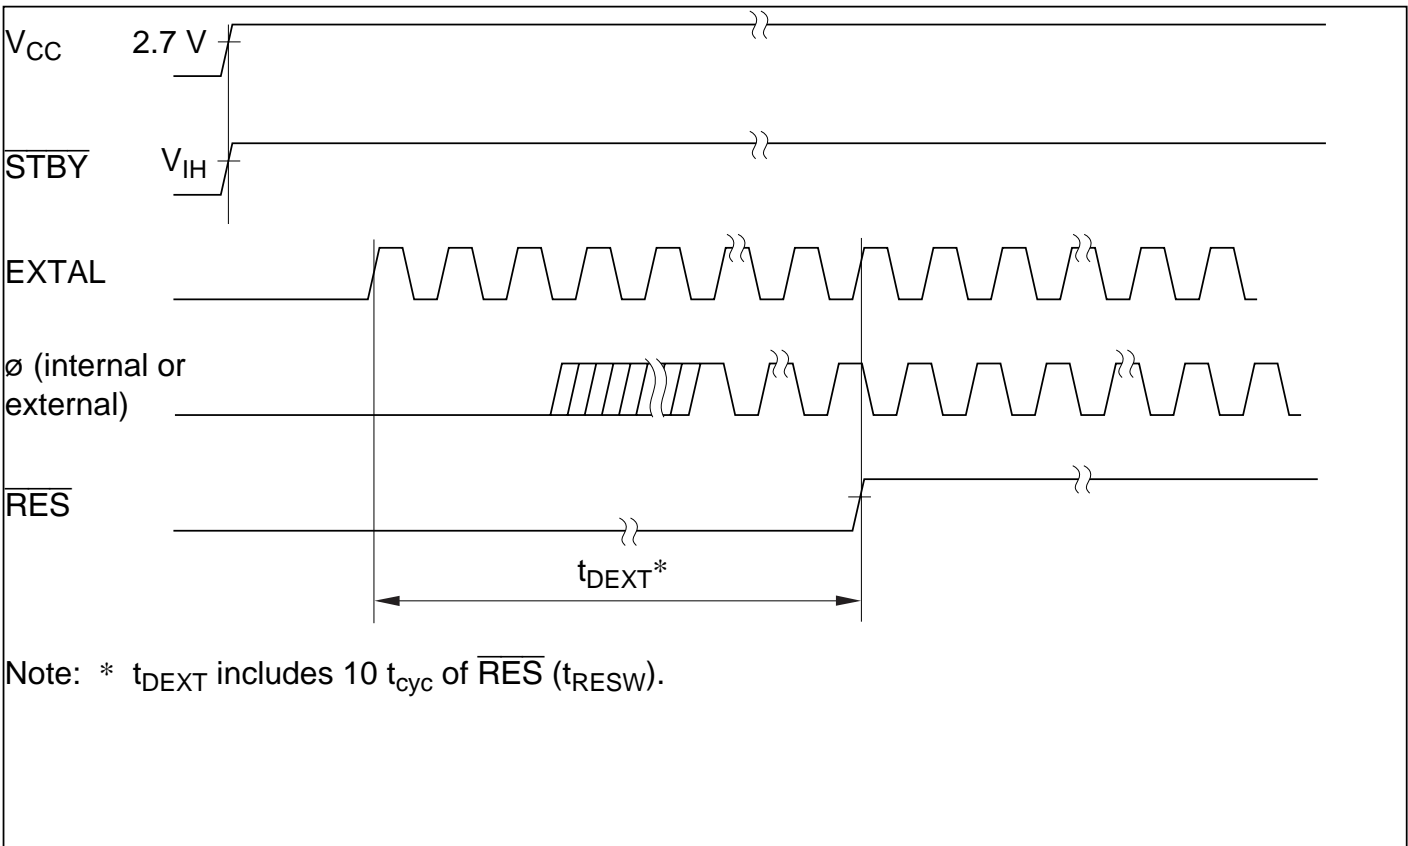 VCC 2.7 V
STBY VIH
EXTAL
ø (internal or
external)
RES
tDEXT*
Note: * tDEXT includes 10 tcyc of RES (tRESW).